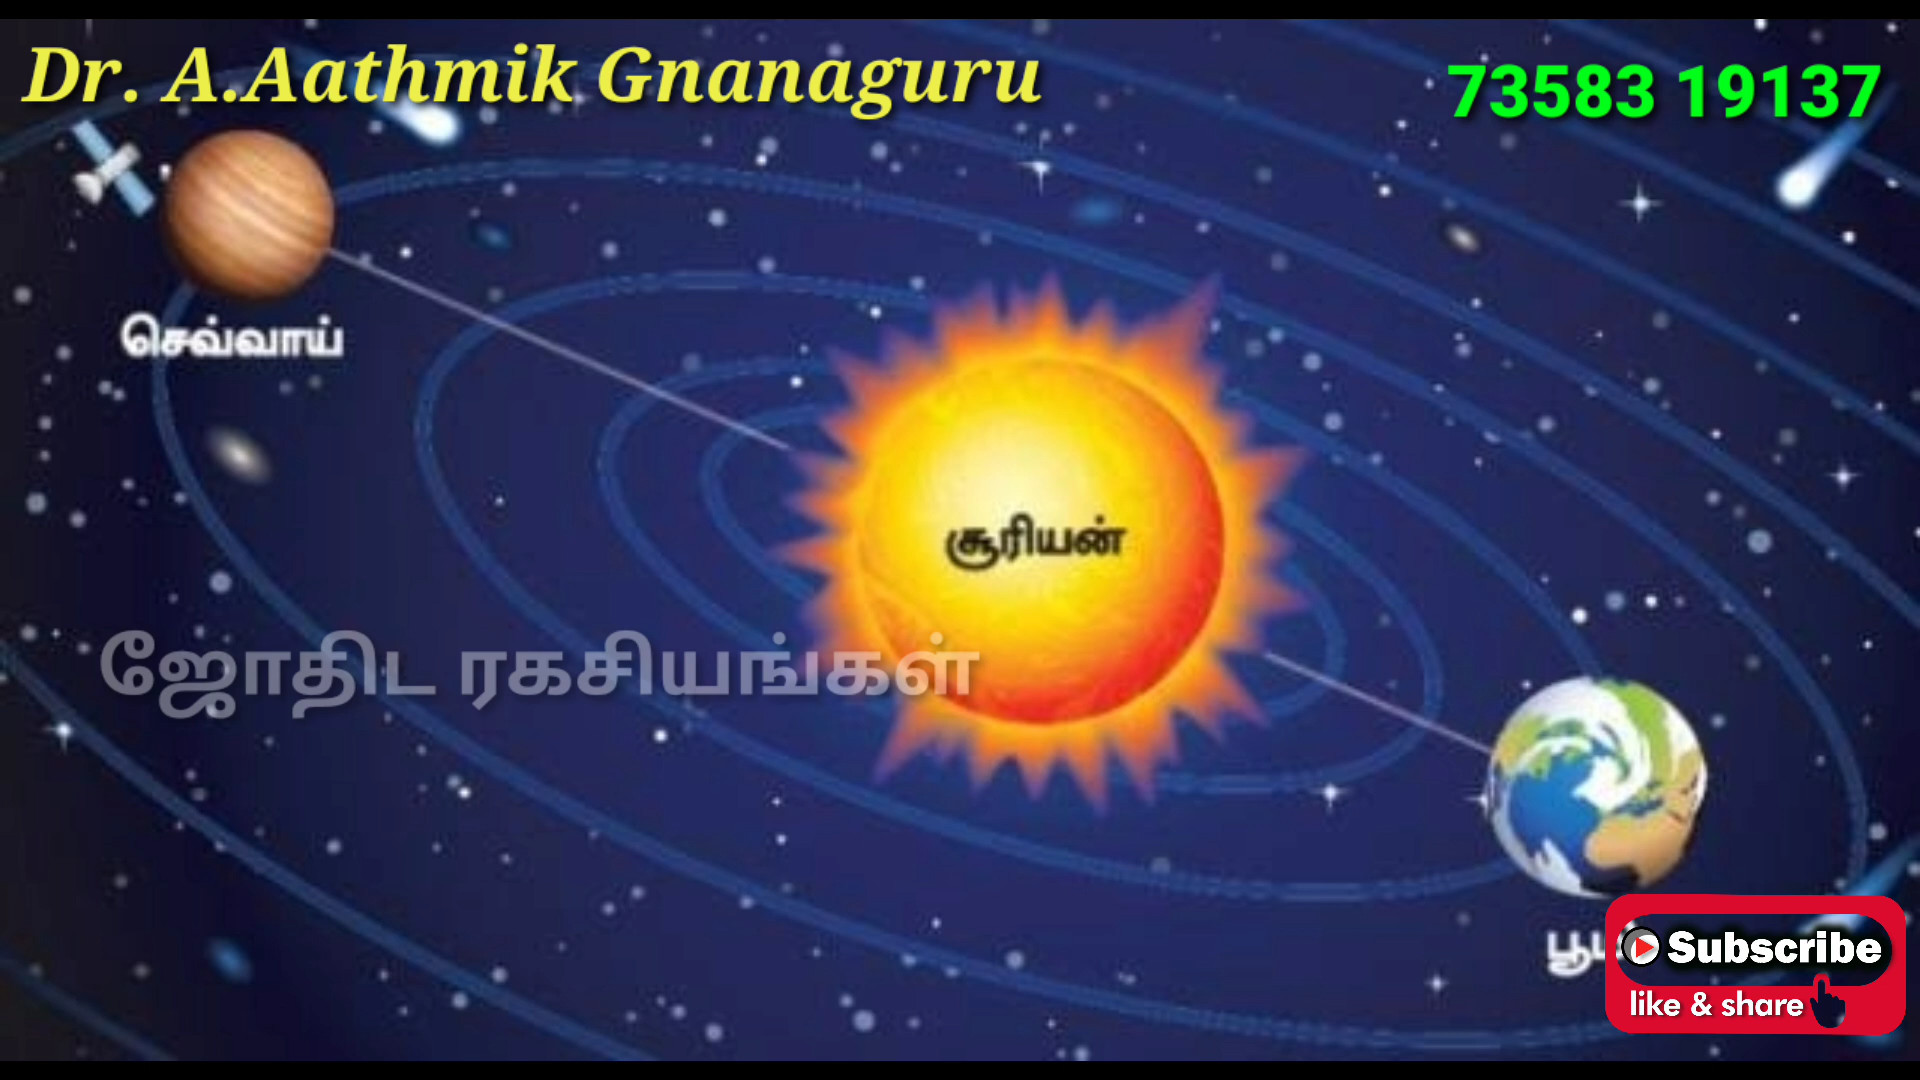 Dr. A.Aathmik Gnanaguru
73583 19137
செவ்வாய்
சூரியன்
ஜோதிட ரகசியங்கள்
Subscribe
like & share